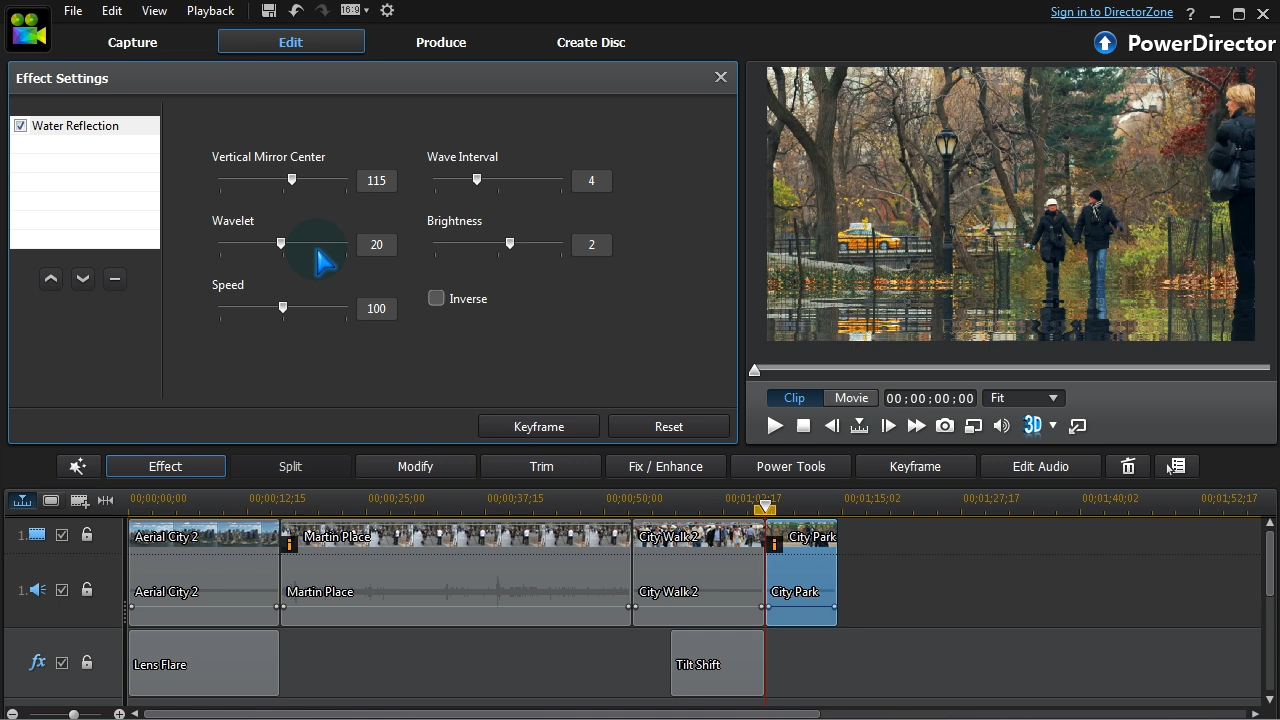 File Edit View Playback 16:9 Sign in to DirectorZone ?
Capture Edit Produce Create Disc PowerDirector
Effect Settings
Water Reflection
Vertical Mirror Center
115
Wave Interval
4
Wavelet
20
Brightness
2
Speed
100
Inverse
Keyframe Reset
Clip Movie 00;00;00;00 Fit
3D
Effect Split Modify Trim Fix / Enhance Power Tools Keyframe Edit Audio
00;00;00;00 00;00;12;15 00;00;25;00 00;00;37;15 00;00;50;00 00;01;02;17 00;01;15;02 00;01;27;17 00;01;40;02 00;01;52;17
1. Aerial City 2 i Martin Place City Walk 2 i City Park
1. Aerial City 2 Martin Place City Walk 2 City Park
fx Lens Flare Tilt Shift